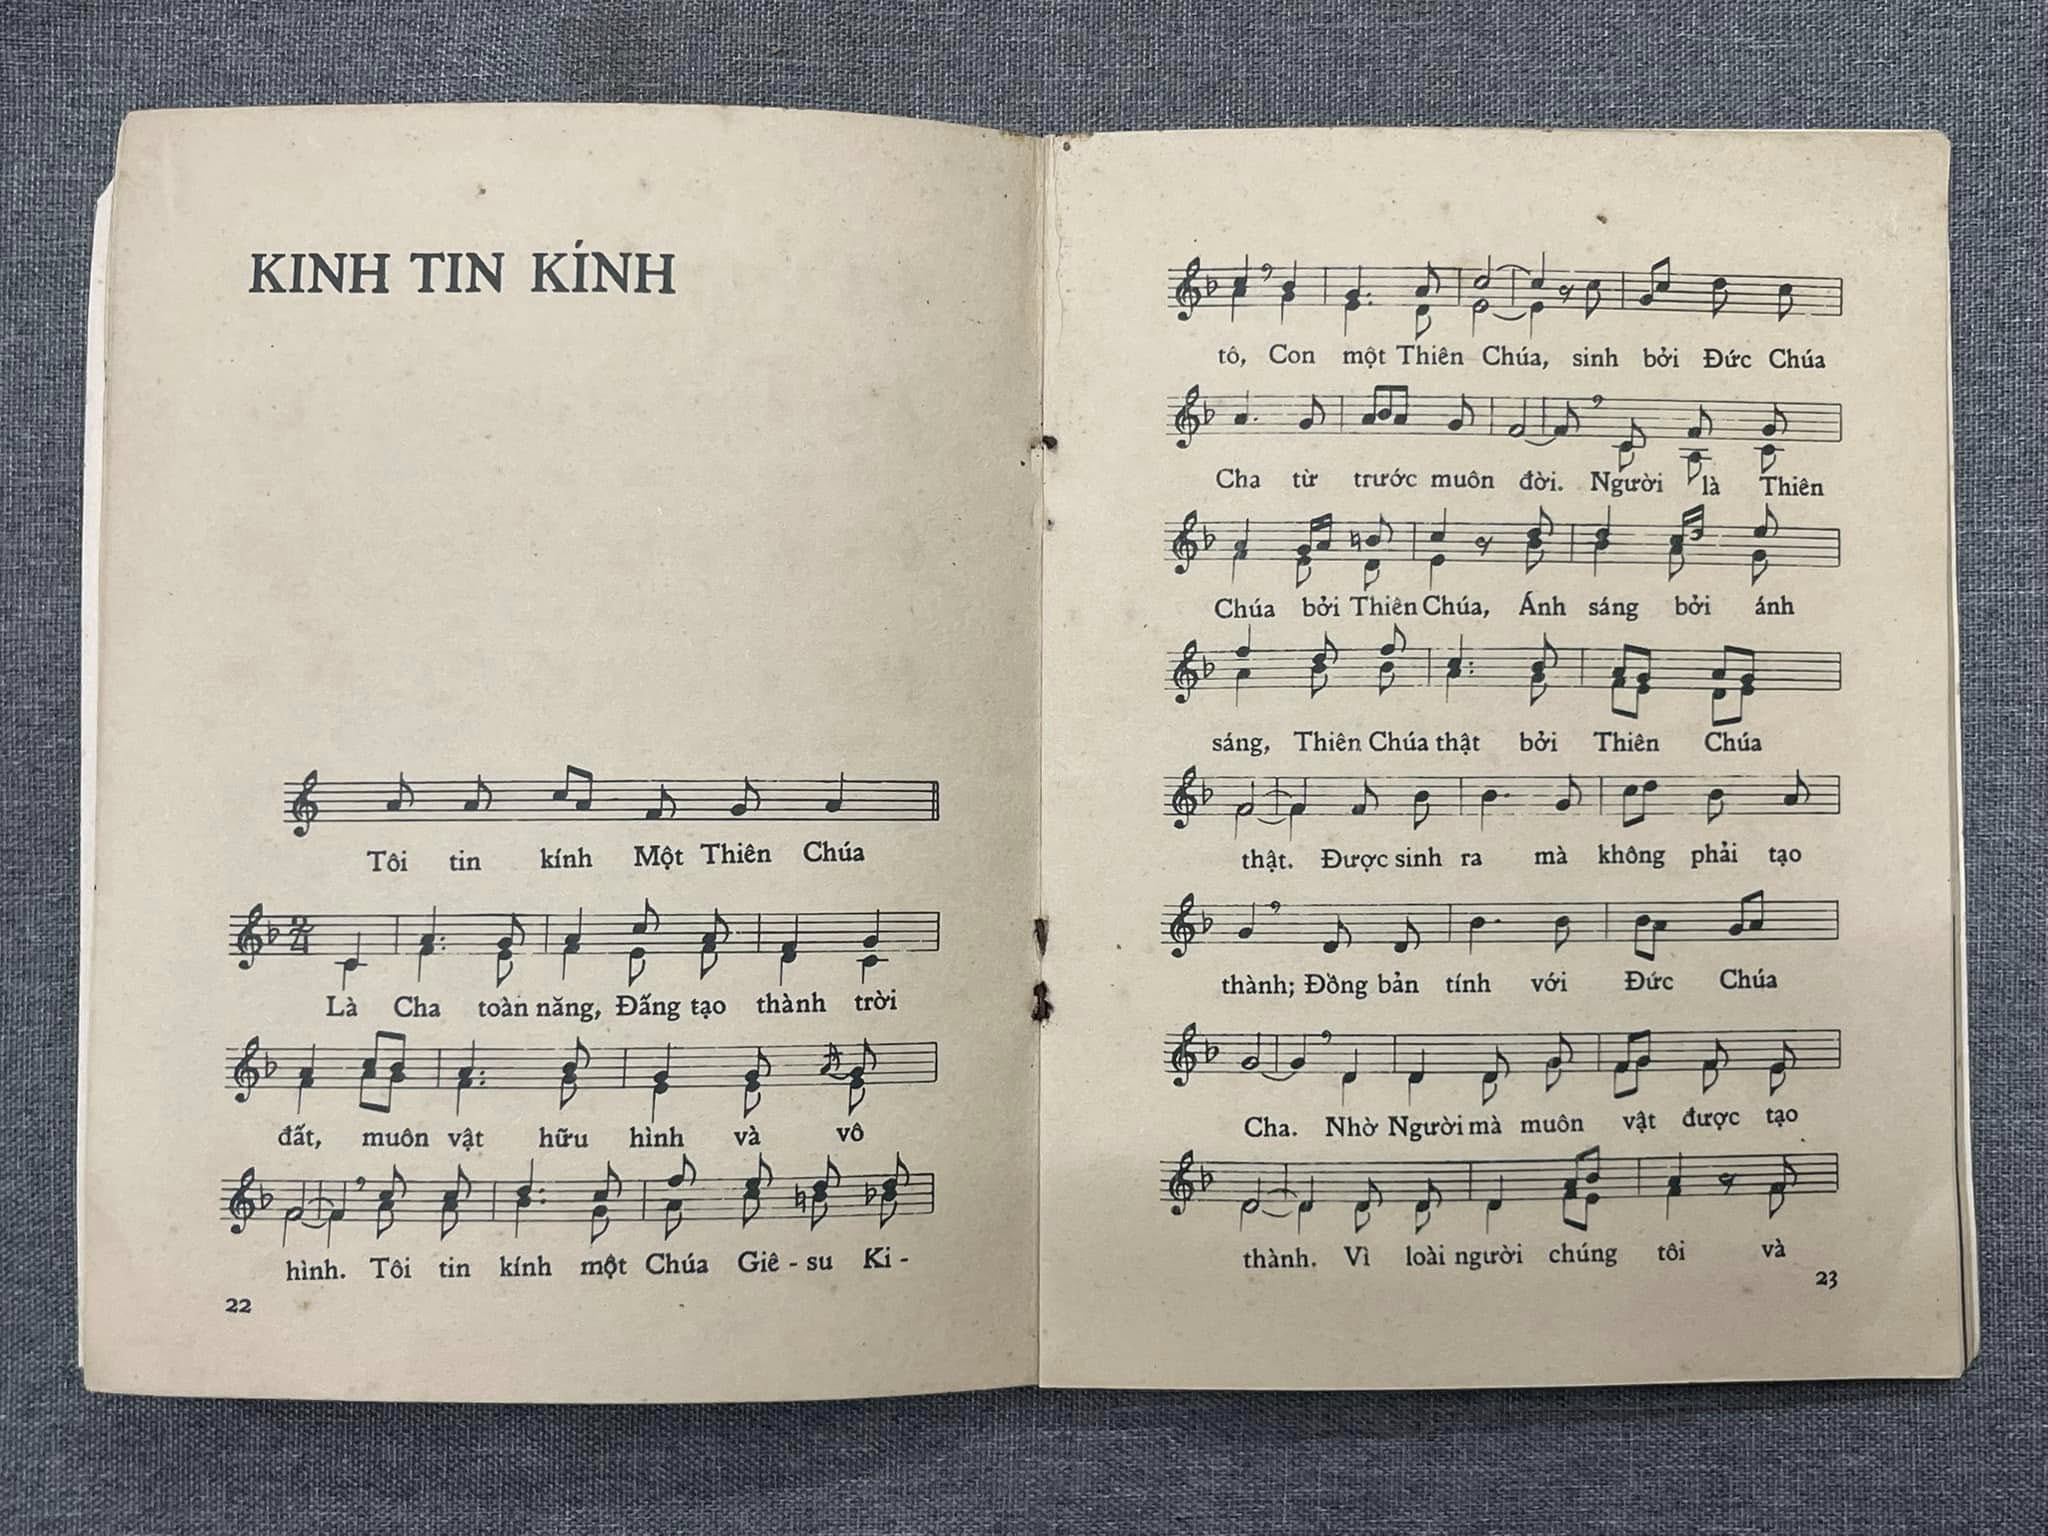 KINH TIN KÍNH
Tôi tin kính Một Thiên Chúa
Là Cha toàn năng, Đấng tạo thành trời
đất, muôn vật hữu hình và vô
hình. Tôi tin kính một Chúa Giê - su Ki -
22
tô, Con một Thiên Chúa, sinh bởi Đức Chúa
Cha từ trước muôn đời. Người là Thiên
Chúa bởi Thiên Chúa, Ánh sáng bởi ánh
sáng, Thiên Chúa thật bởi Thiên Chúa
thật. Được sinh ra mà không phải tạo
thành; Đồng bản tính với Đức Chúa
Cha. Nhờ Người mà muôn vật được tạo
thành. Vì loài người chúng tôi và
23